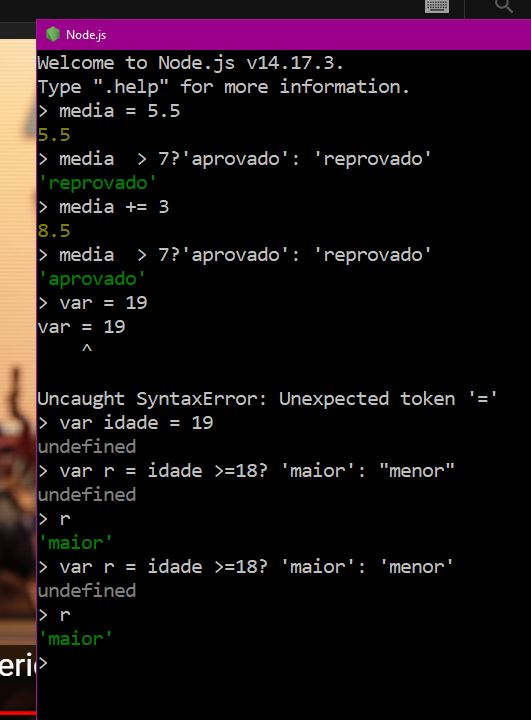 Node.js
Welcome to Node.js v14.17.3.
Type ".help" for more information.
> media = 5.5
5.5
> media  > 7?'aprovado': 'reprovado'
'reprovado'
> media += 3
8.5
> media  > 7?'aprovado': 'reprovado'
'aprovado'
> var = 19
var = 19
    ^
Uncaught SyntaxError: Unexpected token '='
> var idade = 19
undefined
> var r = idade >=18? 'maior': "menor"
undefined
> r
'maior'
> var r = idade >=18? 'maior': 'menor'
undefined
> r
'maior'
>